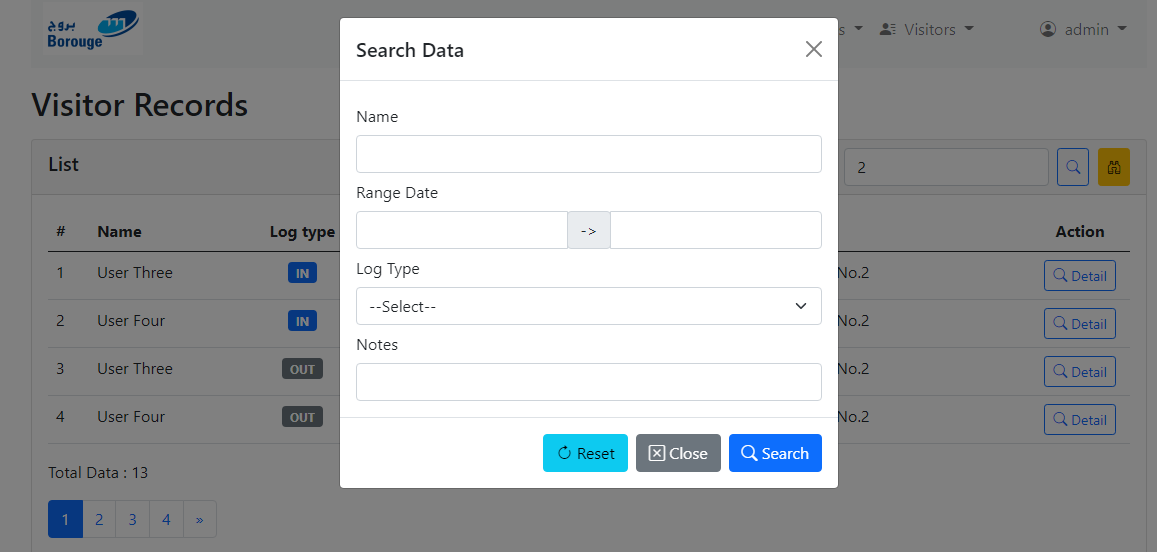 بروج
Borouge
s
Visitors
admin
Search Data
Visitor Records
Name
List
2
Range Date
->
# Name Log type Action
Log Type
1 User Three IN No.2 Detail
--Select--
2 User Four IN No.2 Detail
Notes
3 User Three OUT No.2 Detail
4 User Four OUT No.2 Detail
Reset Close Search
Total Data : 13
1 2 3 4 »